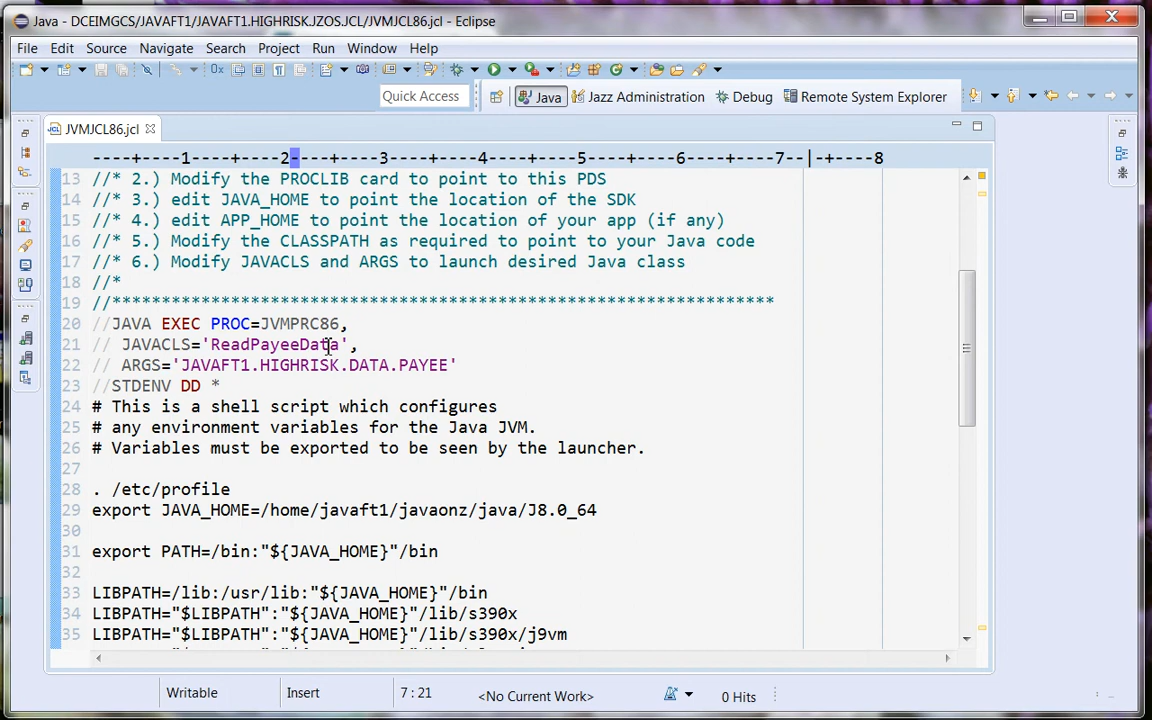 Java - DCEIMGCS/JAVAFT1/JAVAFT1.HIGHRISK.JZOS.JCL/JVMJCL86.jcl - Eclipse
File Edit Source Navigate Search Project Run Window Help
Quick Access Java Jazz Administration Debug Remote System Explorer
JVMJCL86.jcl
----+----1----+----2----+----3----+----4----+----5----+----6----+----7--|-+----8
13 //* 2.) Modify the PROCLIB card to point to this PDS
14 //* 3.) edit JAVA_HOME to point the location of the SDK
15 //* 4.) edit APP_HOME to point the location of your app (if any)
16 //* 5.) Modify the CLASSPATH as required to point to your Java code
17 //* 6.) Modify JAVACLS and ARGS to launch desired Java class
18 //*
19 //*******************************************************************
20 //JAVA EXEC PROC=JVMPRC86,
21 // JAVACLS='ReadPayeeData',
22 // ARGS='JAVAFT1.HIGHRISK.DATA.PAYEE'
23 //STDENV DD *
24 # This is a shell script which configures
25 # any environment variables for the Java JVM.
26 # Variables must be exported to be seen by the launcher.
27
28 . /etc/profile
29 export JAVA_HOME=/home/javaft1/javaonz/java/J8.0_64
30
31 export PATH=/bin:"${JAVA_HOME}"/bin
32
33 LIBPATH=/lib:/usr/lib:"${JAVA_HOME}"/bin
34 LIBPATH="$LIBPATH":"${JAVA_HOME}"/lib/s390x
35 LIBPATH="$LIBPATH":"${JAVA_HOME}"/lib/s390x/j9vm
Writable Insert 7 : 21 <No Current Work> 0 Hits